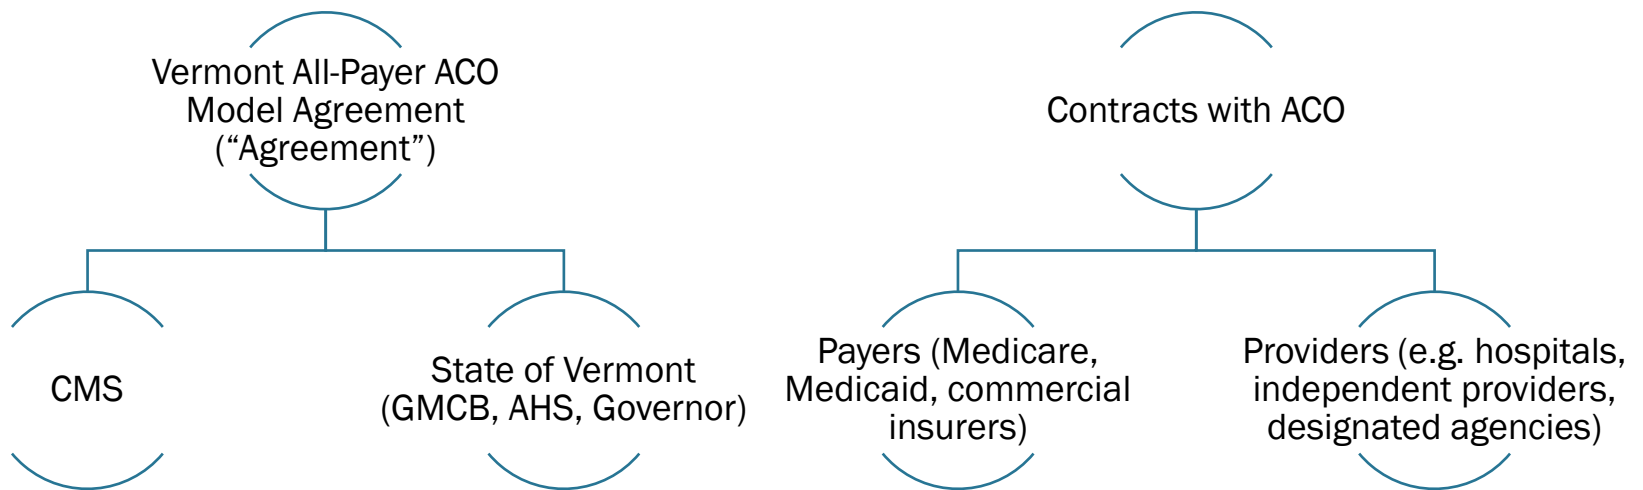 Vermont All-Payer ACO
Model Agreement
(“Agreement”)
Contracts with ACO
CMS
State of Vermont
(GMCB, AHS, Governor)
Payers (Medicare,
Medicaid, commercial
insurers)
Providers (e.g. hospitals,
independent providers,
designated agencies)